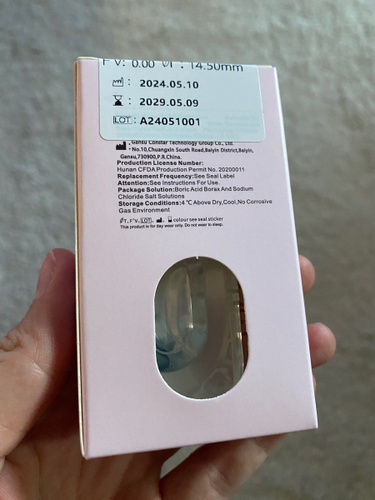 F'V: 0.00 ØT: 14.50mm
2024.05.10
2029.05.09
LOT: A24051001
Gansu Constar Technology Group Co., Ltd.
No.10,Chuangxin South Road,Baiyin District,Baiyin,
Gansu,730900,P.R.China.
Production License Number:
Hunan CFDA Production Permit No. 20200011
Replacement Frequency:See Seal Label
Attention:See Instructions For Use.
Package Solution:Boric Acid Borax And Sodium
Chloride Salt Solutions
Storage Conditions:4℃ Above Dry,Cool,No Corrosive
Gas Environment
ØT, F'V, LOT, colour see seal sticker
This product is for day wear only. Do not wear to sleep.